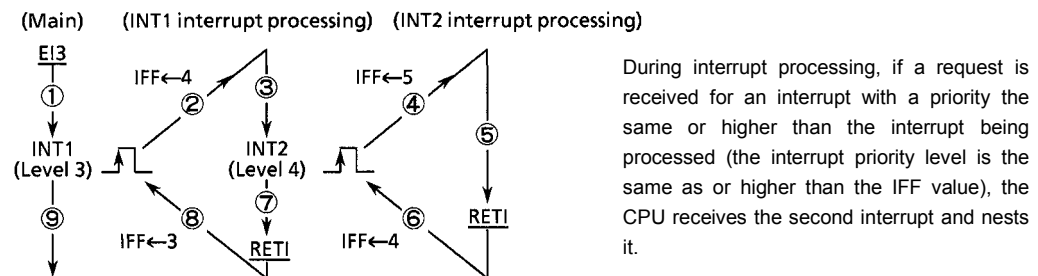 (Main) (INT1 interrupt processing) (INT2 interrupt processing)
EI3
IFF←4
IFF←5
① ② ③ ④ ⑤
INT1
(Level 3)
INT2
(Level 4)
⑨ ⑧ ⑦ ⑥
RETI
IFF←3
RETI
IFF←4
During interrupt processing, if a request is
received for an interrupt with a priority the
same or higher than the interrupt being
processed (the interrupt priority level is the
same as or higher than the IFF value), the
CPU receives the second interrupt and nests
it.